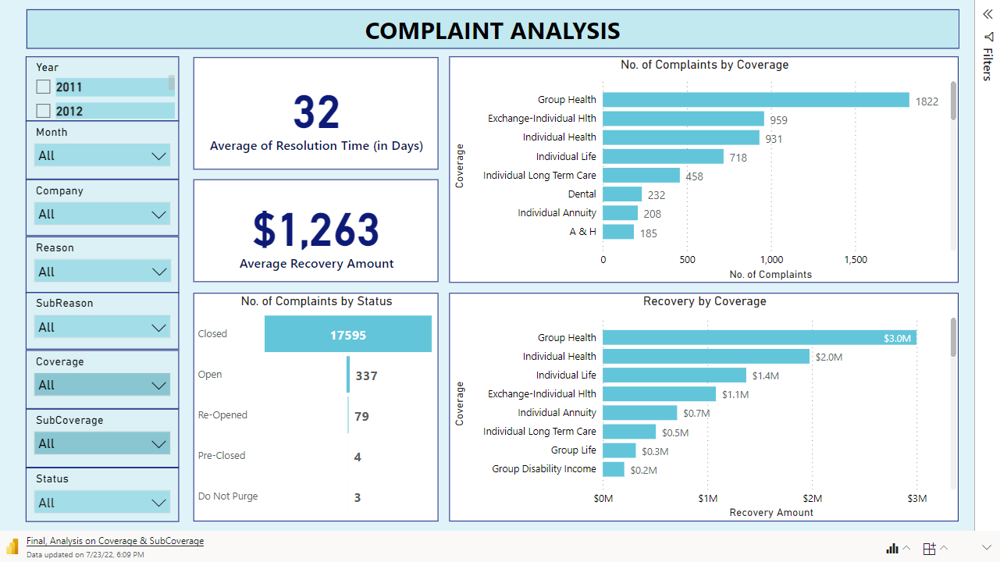 COMPLAINT ANALYSIS
Year
2011
2012
Month
All
Company
All
Reason
All
SubReason
All
Coverage
All
SubCoverage
All
Status
All
32
Average of Resolution Time (in Days)
$1,263
Average Recovery Amount
No. of Complaints by Status
Closed 17595
Open 337
Re-Opened 79
Pre-Closed 4
Do Not Purge 3
No. of Complaints by Coverage
Coverage
Group Health 1822
Exchange-Individual Hlth 959
Individual Health 931
Individual Life 718
Individual Long Term Care 458
Dental 232
Individual Annuity 208
A & H 185
0 500 1,000 1,500
No. of Complaints
Recovery by Coverage
Coverage
Group Health $3.0M
Individual Health $2.0M
Individual Life $1.4M
Exchange-Individual Hlth $1.1M
Individual Annuity $0.7M
Individual Long Term Care $0.5M
Group Life $0.3M
Group Disability Income $0.2M
$0M $1M $2M $3M
Recovery Amount
Filters
Final, Analysis on Coverage & SubCoverage
Data updated on 7/23/22, 6:09 PM